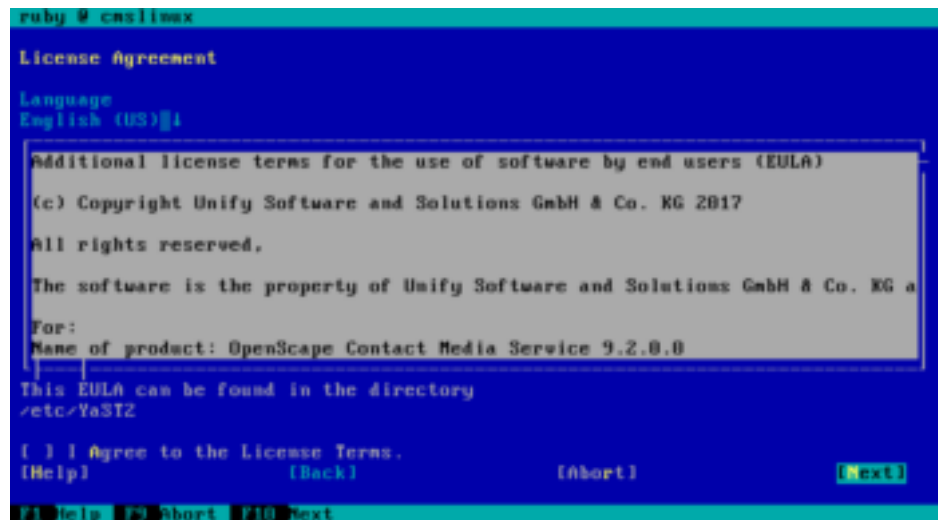 ruby @ cmslinux
License Agreement
Language
English (US)↓
Additional license terms for the use of software by end users (EULA)
(c) Copyright Unify Software and Solutions GmbH & Co. KG 2017
All rights reserved.
The software is the property of Unify Software and Solutions GmbH & Co. KG a
For:
Name of product: OpenScape Contact Media Service 9.2.0.0
This EULA can be found in the directory
/etc/YaST2
[ ] I Agree to the License Terms.
[Help] [Back] [Abort] [Next]
F1 Help F9 Abort F10 Next